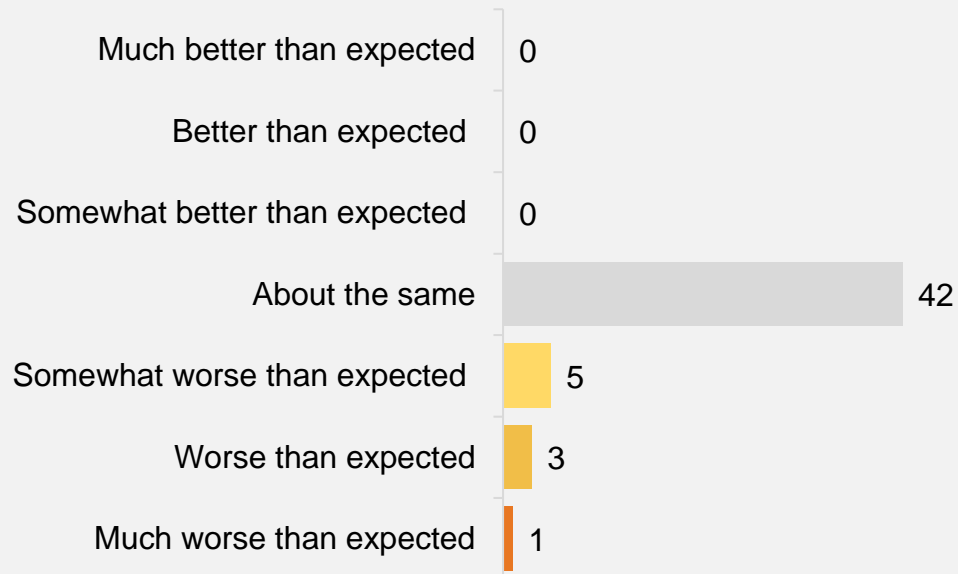 Much better than expected 0
Better than expected 0
Somewhat better than expected 0
About the same 42
Somewhat worse than expected 5
Worse than expected 3
Much worse than expected 1